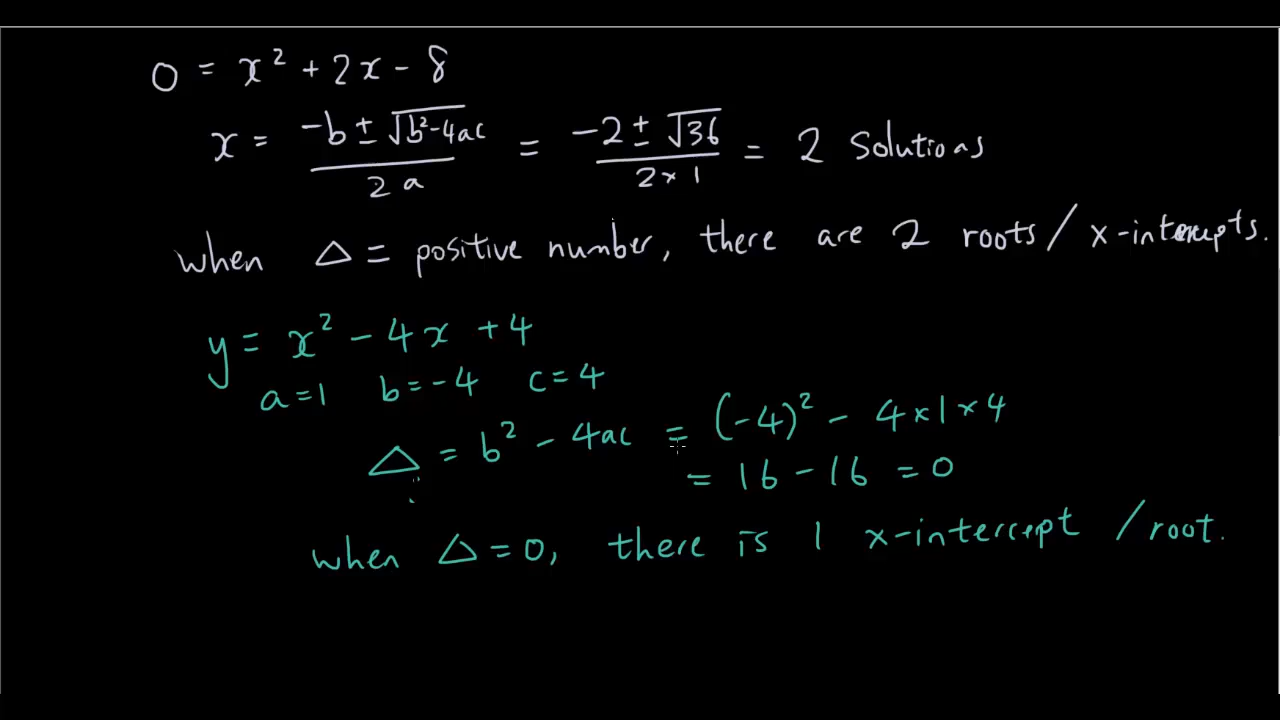 0 = x² + 2x - 8
x = (-b ± √(b²-4ac))/(2a) = (-2 ± √36)/(2×1) = 2 Solutions
when △ = positive number, there are 2 roots / x-intercepts.
y = x² - 4x + 4
a=1 b=-4 c=4
△ = b² - 4ac = (-4)² - 4×1×4
= 16 - 16 = 0
when △=0, there is 1 x-intercept /root.